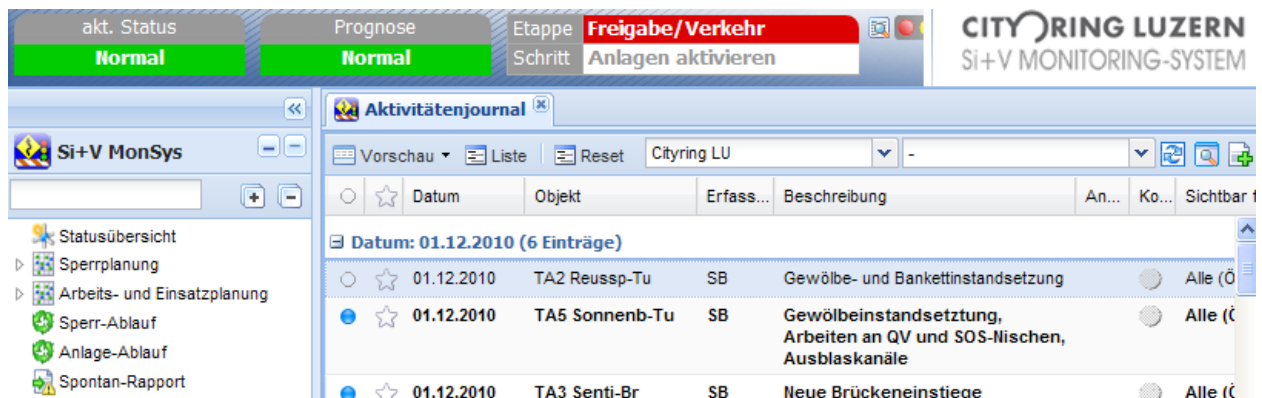 akt. Status Prognose Etappe Freigabe/Verkehr
Normal Normal Schritt Anlagen aktivieren
CITYRING LUZERN
Si+V MONITORING-SYSTEM
Aktivitätenjournal
Si+V MonSys
Vorschau Liste Reset Cityring LU -
Datum Objekt Erfass... Beschreibung An... Ko... Sichtbar f
Datum: 01.12.2010 (6 Einträge)
01.12.2010 TA2 Reussp-Tu SB Gewölbe- und Bankettinstandsetzung Alle (Ö
01.12.2010 TA5 Sonnenb-Tu SB Gewölbeinstandsetztung, Alle (Ö
Arbeiten an QV und SOS-Nischen,
Ausblaskanäle
01.12.2010 TA3 Senti-Br SB Neue Brückeneinstiege Alle (Ö
Statusübersicht
Sperrplanung
Arbeits- und Einsatzplanung
Sperr-Ablauf
Anlage-Ablauf
Spontan-Rapport